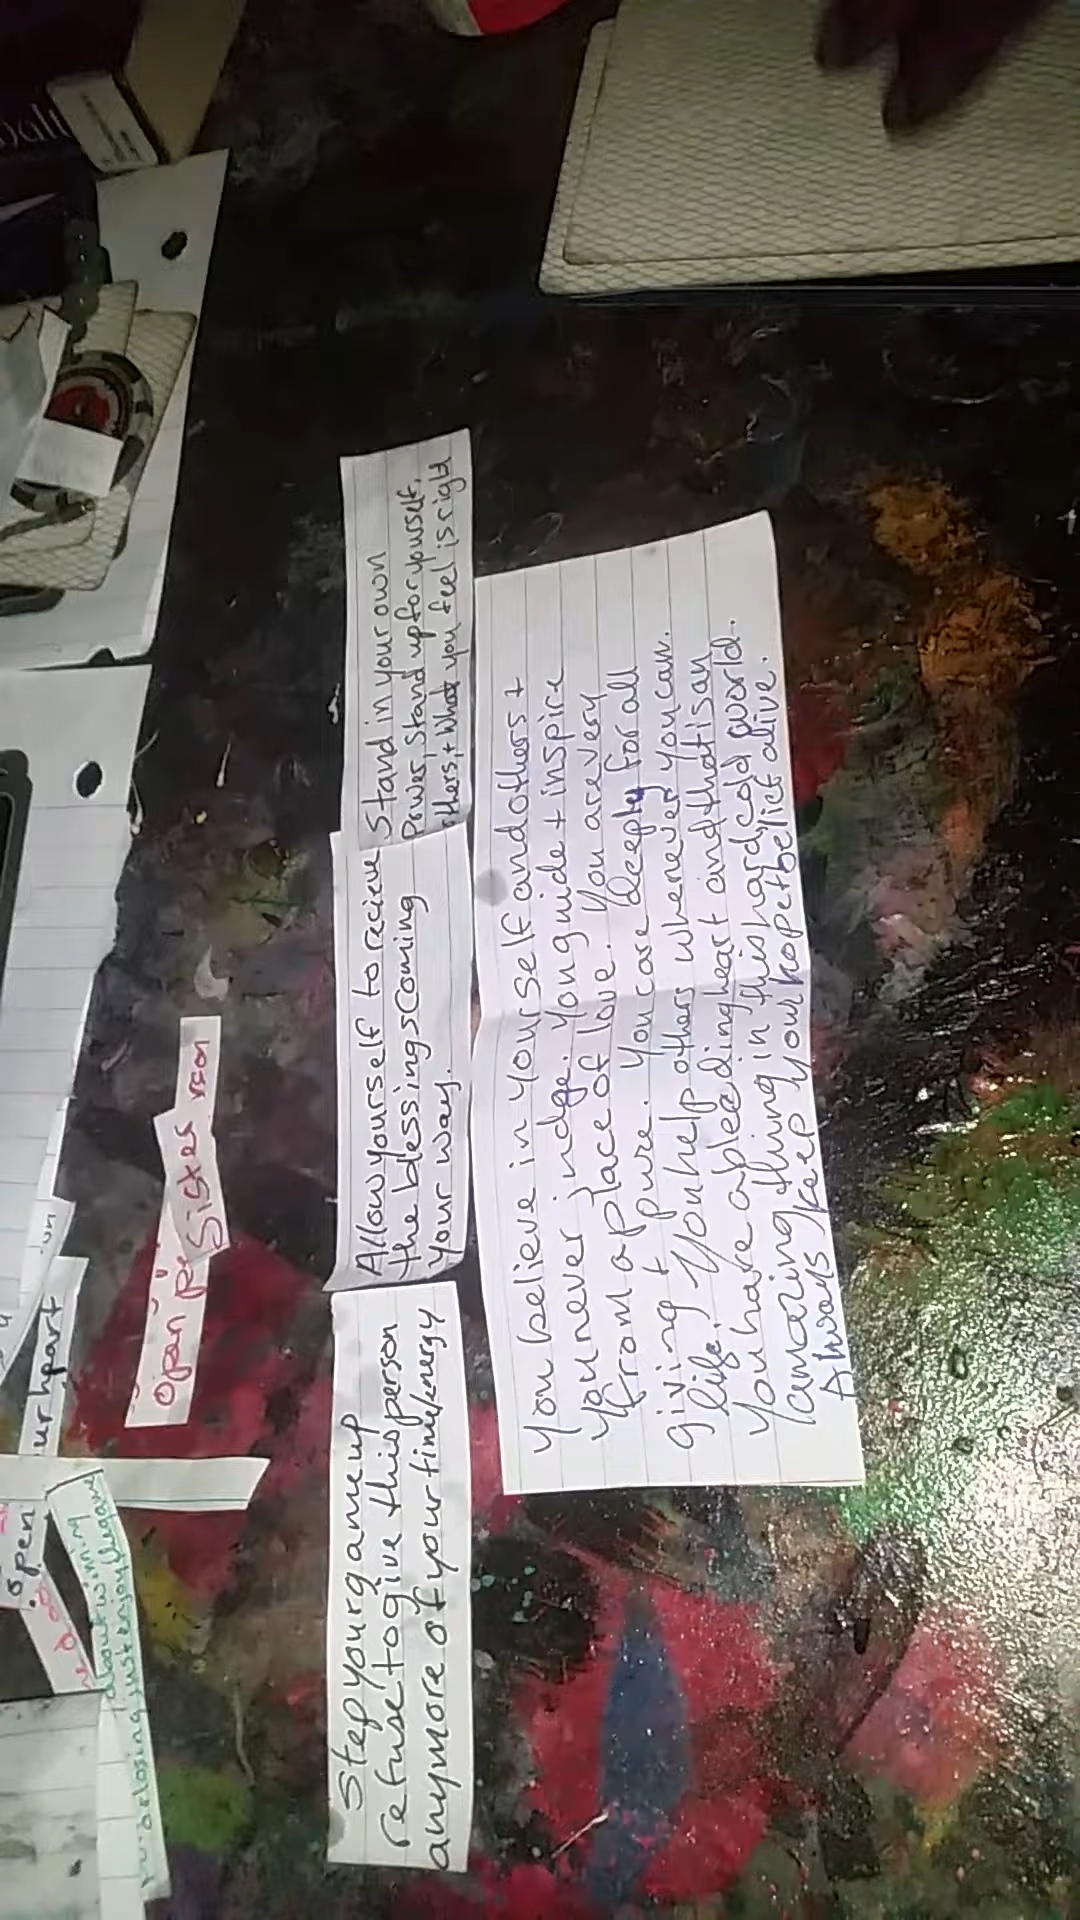 Step your game up
refuse to give this person
anymore of your time/energy
Allow yourself to recieve
the blessings coming
your way.
Stand in your own
power, stand up for yourself,
others, + what you feel is right
You believe in yourself and others +
you never judge. You guide + inspire
from a place of love. You are very
giving + pure. You care deeply for all
life. You help others whenever you can.
You have a bleeding heart and that is an
amazing thing in this hard, cold world.
Always keep your hope + belief alive.
open
Sister
open